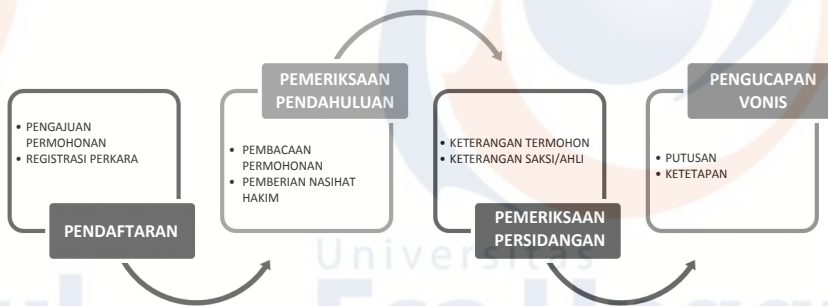 • PENGAJUAN
PERMOHONAN
• REGISTRASI PERKARA
PENDAFTARAN
PEMERIKSAAN
PENDAHULUAN
• PEMBACAAN
PERMOHONAN
• PEMBERIAN NASIHAT
HAKIM
• KETERANGAN TERMOHON
• KETERANGAN SAKSI/AHLI
PEMERIKSAAN
PERSIDANGAN
PENGUCAPAN
VONIS
• PUTUSAN
• KETETAPAN
Universitas